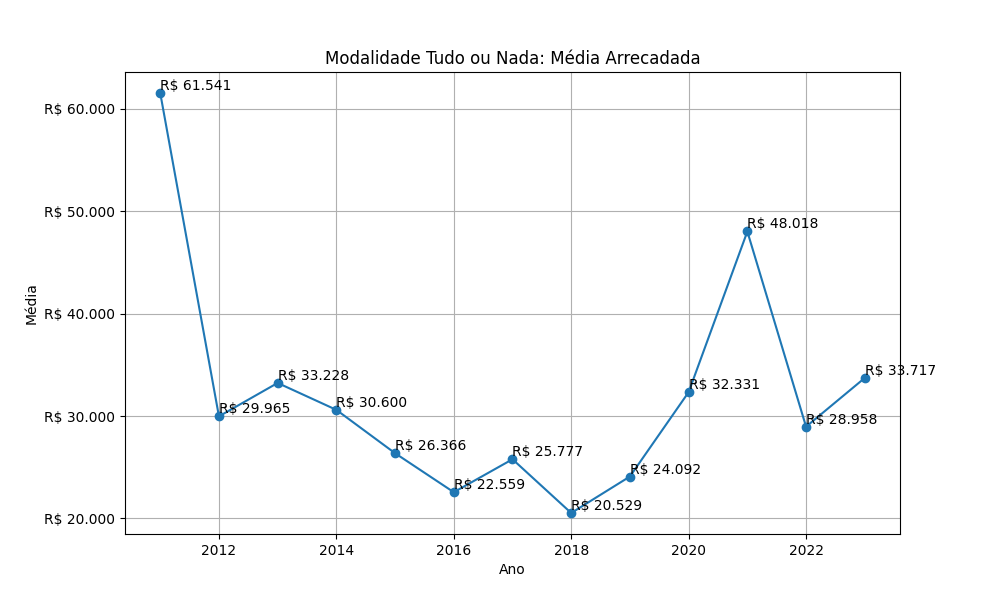 Modalidade Tudo ou Nada: Média Arrecadada
Média
R$ 60.000
R$ 50.000
R$ 40.000
R$ 30.000
R$ 20.000
R$ 61.541
R$ 29.965
R$ 33.228
R$ 30.600
R$ 26.366
R$ 22.559
R$ 25.777
R$ 20.529
R$ 24.092
R$ 32.331
R$ 48.018
R$ 28.958
R$ 33.717
2012
2014
2016
2018
2020
2022
Ano